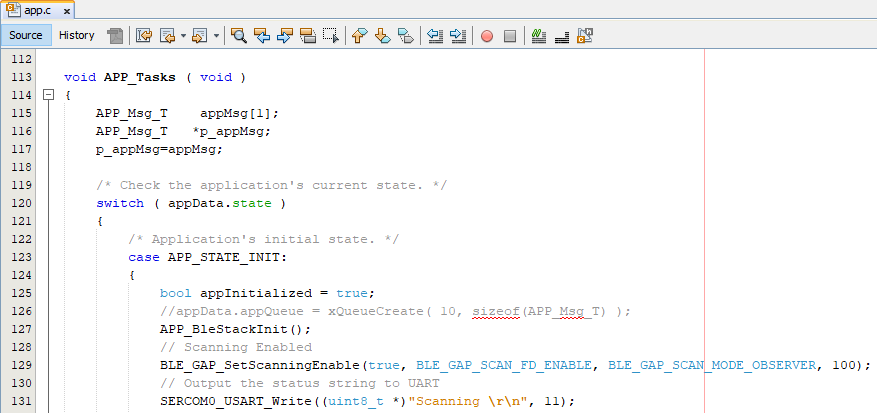 app.c
Source History
112
113 void APP_Tasks ( void )
114 {
115 APP_Msg_T    appMsg[1];
116 APP_Msg_T   *p_appMsg;
117 p_appMsg=appMsg;
118
119 /* Check the application's current state. */
120 switch ( appData.state )
121 {
122 /* Application's initial state. */
123 case APP_STATE_INIT:
124 {
125 bool appInitialized = true;
126 //appData.appQueue = xQueueCreate( 10, sizeof(APP_Msg_T) );
127 APP_BleStackInit();
128 // Scanning Enabled
129 BLE_GAP_SetScanningEnable(true, BLE_GAP_SCAN_FD_ENABLE, BLE_GAP_SCAN_MODE_OBSERVER, 100);
130 // Output the status string to UART
131 SERCOM0_USART_Write((uint8_t *)"Scanning \r\n", 11);